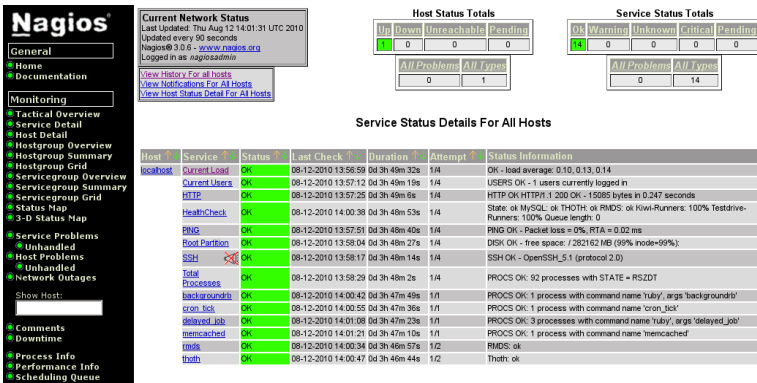 Nagios®
General
Home
Documentation
Monitoring
Tactical Overview
Service Detail
Host Detail
Hostgroup Overview
Hostgroup Summary
Hostgroup Grid
Servicegroup Overview
Servicegroup Summary
Servicegroup Grid
Status Map
3-D Status Map
Service Problems
Unhandled
Host Problems
Unhandled
Network Outages
Show Host:
Comments
Downtime
Process Info
Performance Info
Scheduling Queue
Current Network Status
Last Updated: Thu Aug 12 14:01:31 UTC 2010
Updated every 90 seconds
Nagios® 3.0.6 - www.nagios.org
Logged in as nagiosadmin
View History For all hosts
View Notifications For All Hosts
View Host Status Detail For All Hosts
Host Status Totals
Up Down Unreachable Pending
1 0 0 0
All Problems All Types
0 1
Service Status Totals
Ok Warning Unknown Critical Pending
14 0 0 0 0
All Problems All Types
0 14
Service Status Details For All Hosts
Host Service Status Last Check Duration Attempt Status Information
localhost Current Load OK 08-12-2010 13:56:59 0d 3h 49m 32s 1/4 OK - load average: 0.10, 0.13, 0.14
Current Users OK 08-12-2010 13:57:12 0d 3h 49m 19s 1/4 USERS OK - 1 users currently logged in
HTTP OK 08-12-2010 13:57:25 0d 3h 49m 6s 1/4 HTTP OK HTTP/1.1 200 OK - 15085 bytes in 0.247 seconds
HealthCheck OK 08-12-2010 14:00:38 0d 3h 48m 53s 1/4 State: ok MySQL: ok THOTH: ok RMDS: ok Kiwi-Runners: 100% Testdrive-
Runners: 100% Queue length: 0
PING OK 08-12-2010 13:57:51 0d 3h 48m 40s 1/4 PING OK - Packet loss = 0%, RTA = 0.02 ms
Root Partition OK 08-12-2010 13:58:04 0d 3h 48m 27s 1/4 DISK OK - free space: / 282162 MB (99% inode=99%):
SSH OK 08-12-2010 13:58:17 0d 3h 48m 14s 1/4 SSH OK - OpenSSH_5.1 (protocol 2.0)
Total
Processes OK 08-12-2010 13:58:29 0d 3h 48m 2s 1/4 PROCS OK: 92 processes with STATE = RSZDT
backgroundrb OK 08-12-2010 14:00:42 0d 3h 47m 49s 1/1 PROCS OK: 1 process with command name 'ruby', args 'backgroundrb'
cron_tick OK 08-12-2010 14:00:55 0d 3h 47m 36s 1/1 PROCS OK: 1 process with command name 'cron_tick'
delayed_job OK 08-12-2010 14:01:08 0d 3h 47m 23s 1/1 PROCS OK: 3 processes with command name 'ruby', args 'delayed_job'
memcached OK 08-12-2010 14:01:21 0d 3h 47m 10s 1/1 PROCS OK: 1 process with command name 'memcached'
rmds OK 08-12-2010 14:00:34 0d 3h 46m 57s 1/2 RMDS: ok
thoth OK 08-12-2010 14:00:47 0d 3h 46m 44s 1/2 Thoth: ok